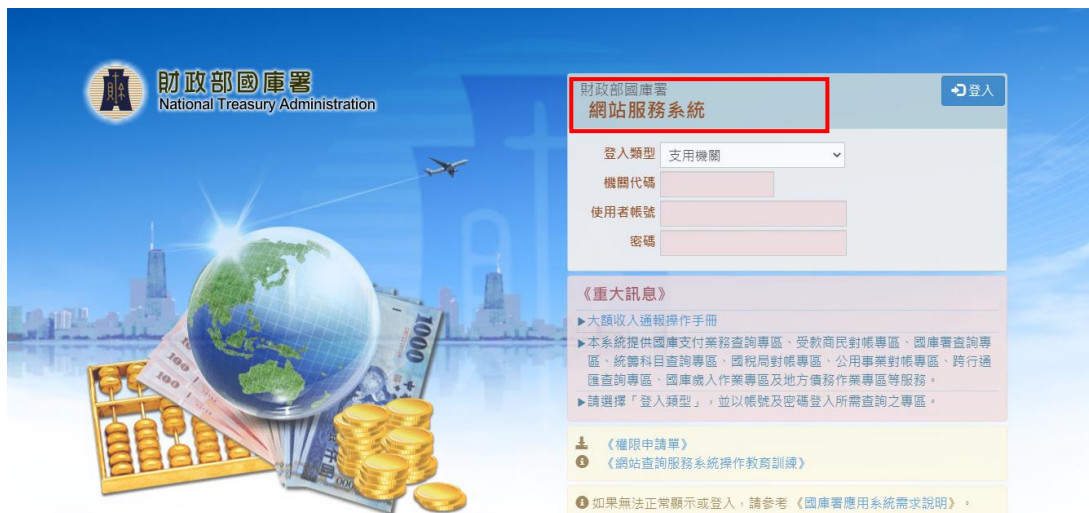 財政部國庫署
National Treasury Administration
財政部國庫署
網站服務系統
登入
登入類型 支用機關
機關代碼
使用者帳號
密碼
《重大訊息》
▶大額收入通報操作手冊
▶本系統提供國庫支付業務查詢專區、受款商民對帳專區、國庫署查詢專
區、統籌科目查詢專區、國稅局對帳專區、公用事業對帳專區、跨行通
匯查詢專區、國庫歲入作業專區及地方債務作業專區等服務。
▶請選擇「登入類型」，並以帳號及密碼登入所需查詢之專區。
《權限申請單》
《網站查詢服務系統操作教育訓練》
如果無法正常顯示或登入，請參考《國庫署應用系統需求說明》。
1000
100
100